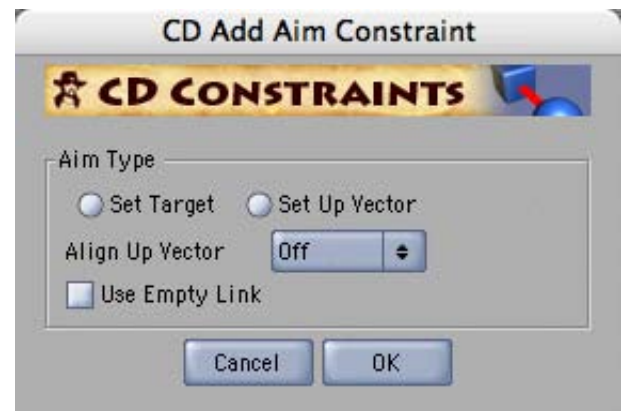 CD Add Aim Constraint
CD CONSTRAINTS
Aim Type
Set Target Set Up Vector
Align Up Vector Off
Use Empty Link
Cancel OK